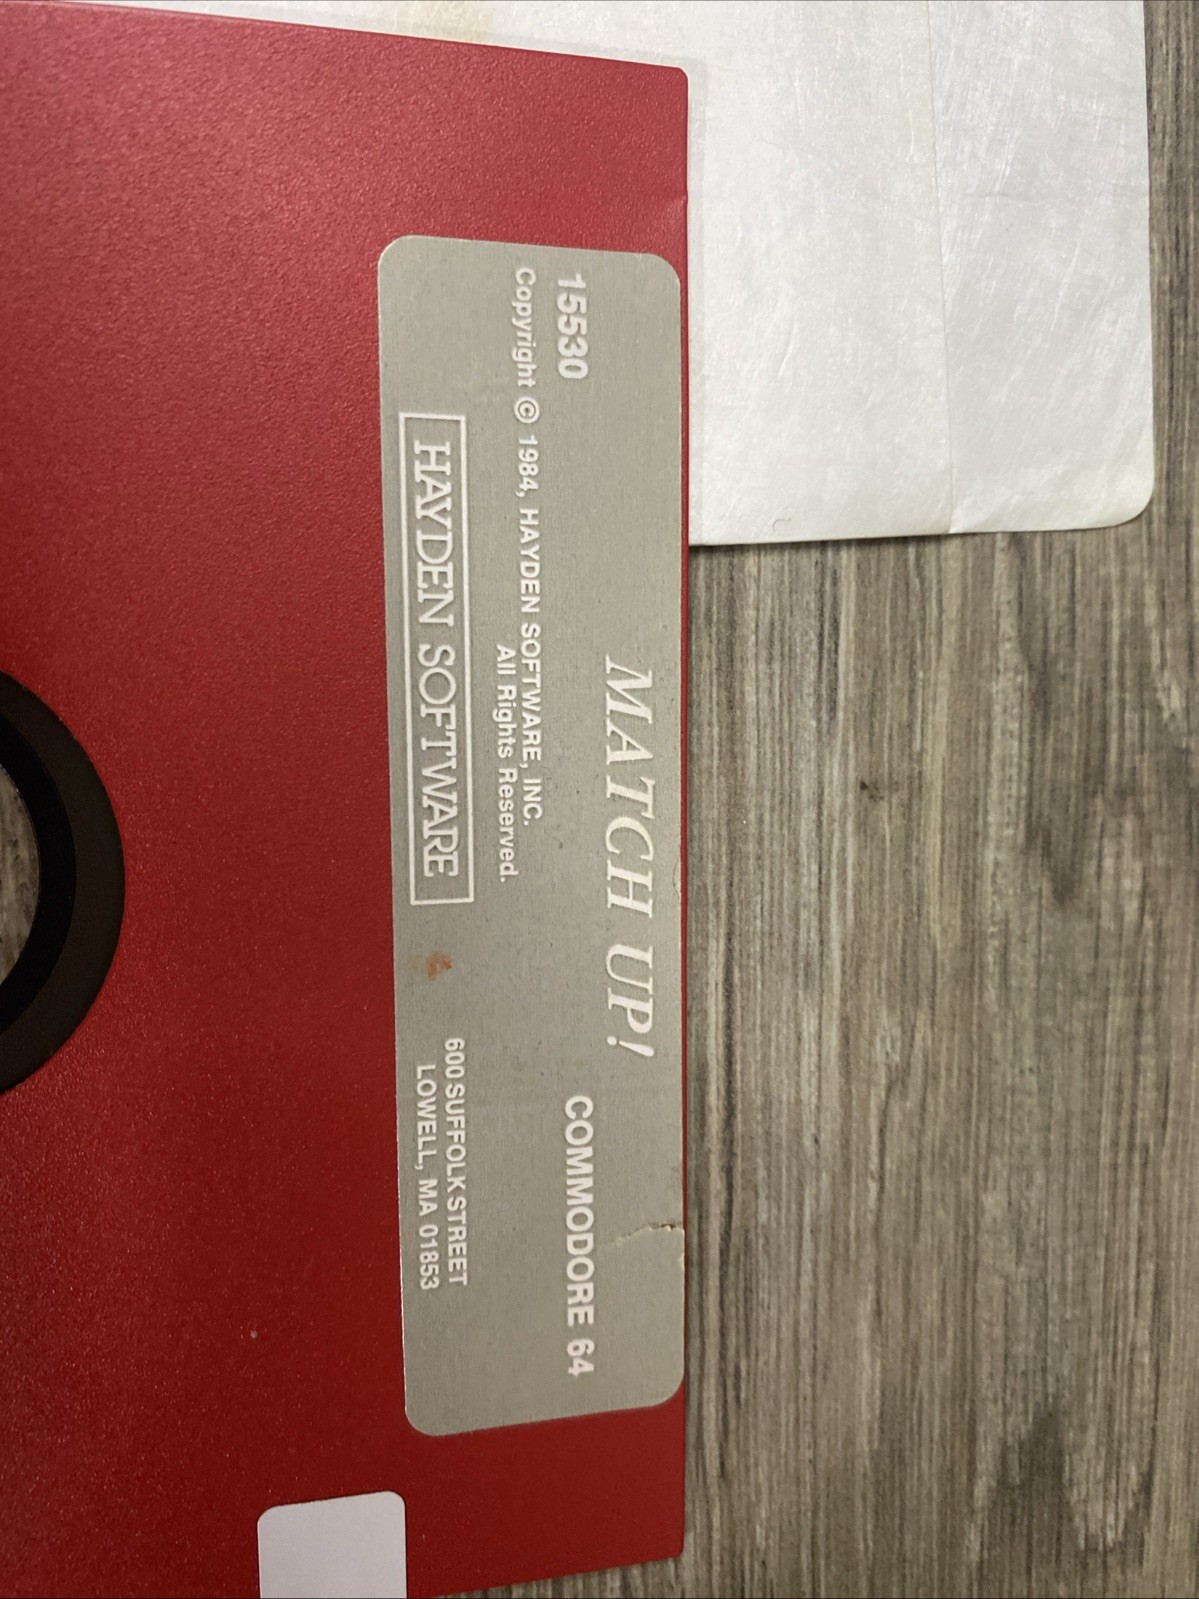 MATCH UP!
15530
COMMODORE 64
Copyright © 1984, HAYDEN SOFTWARE, INC.
All Rights Reserved.
HAYDEN SOFTWARE
600 SUFFOLK STREET
LOWELL, MA 01853